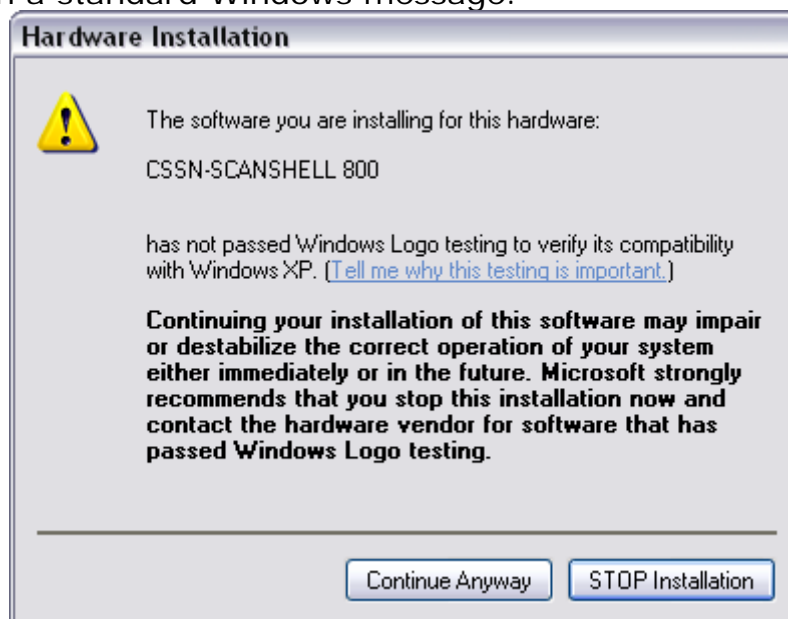 a standard Windows message.
Hardware Installation
The software you are installing for this hardware:
CSSN-SCANSHELL 800
has not passed Windows Logo testing to verify its compatibility
with Windows XP. (Tell me why this testing is important.)
Continuing your installation of this software may impair
or destabilize the correct operation of your system
either immediately or in the future. Microsoft strongly
recommends that you stop this installation now and
contact the hardware vendor for software that has
passed Windows Logo testing.
Continue Anyway STOP Installation